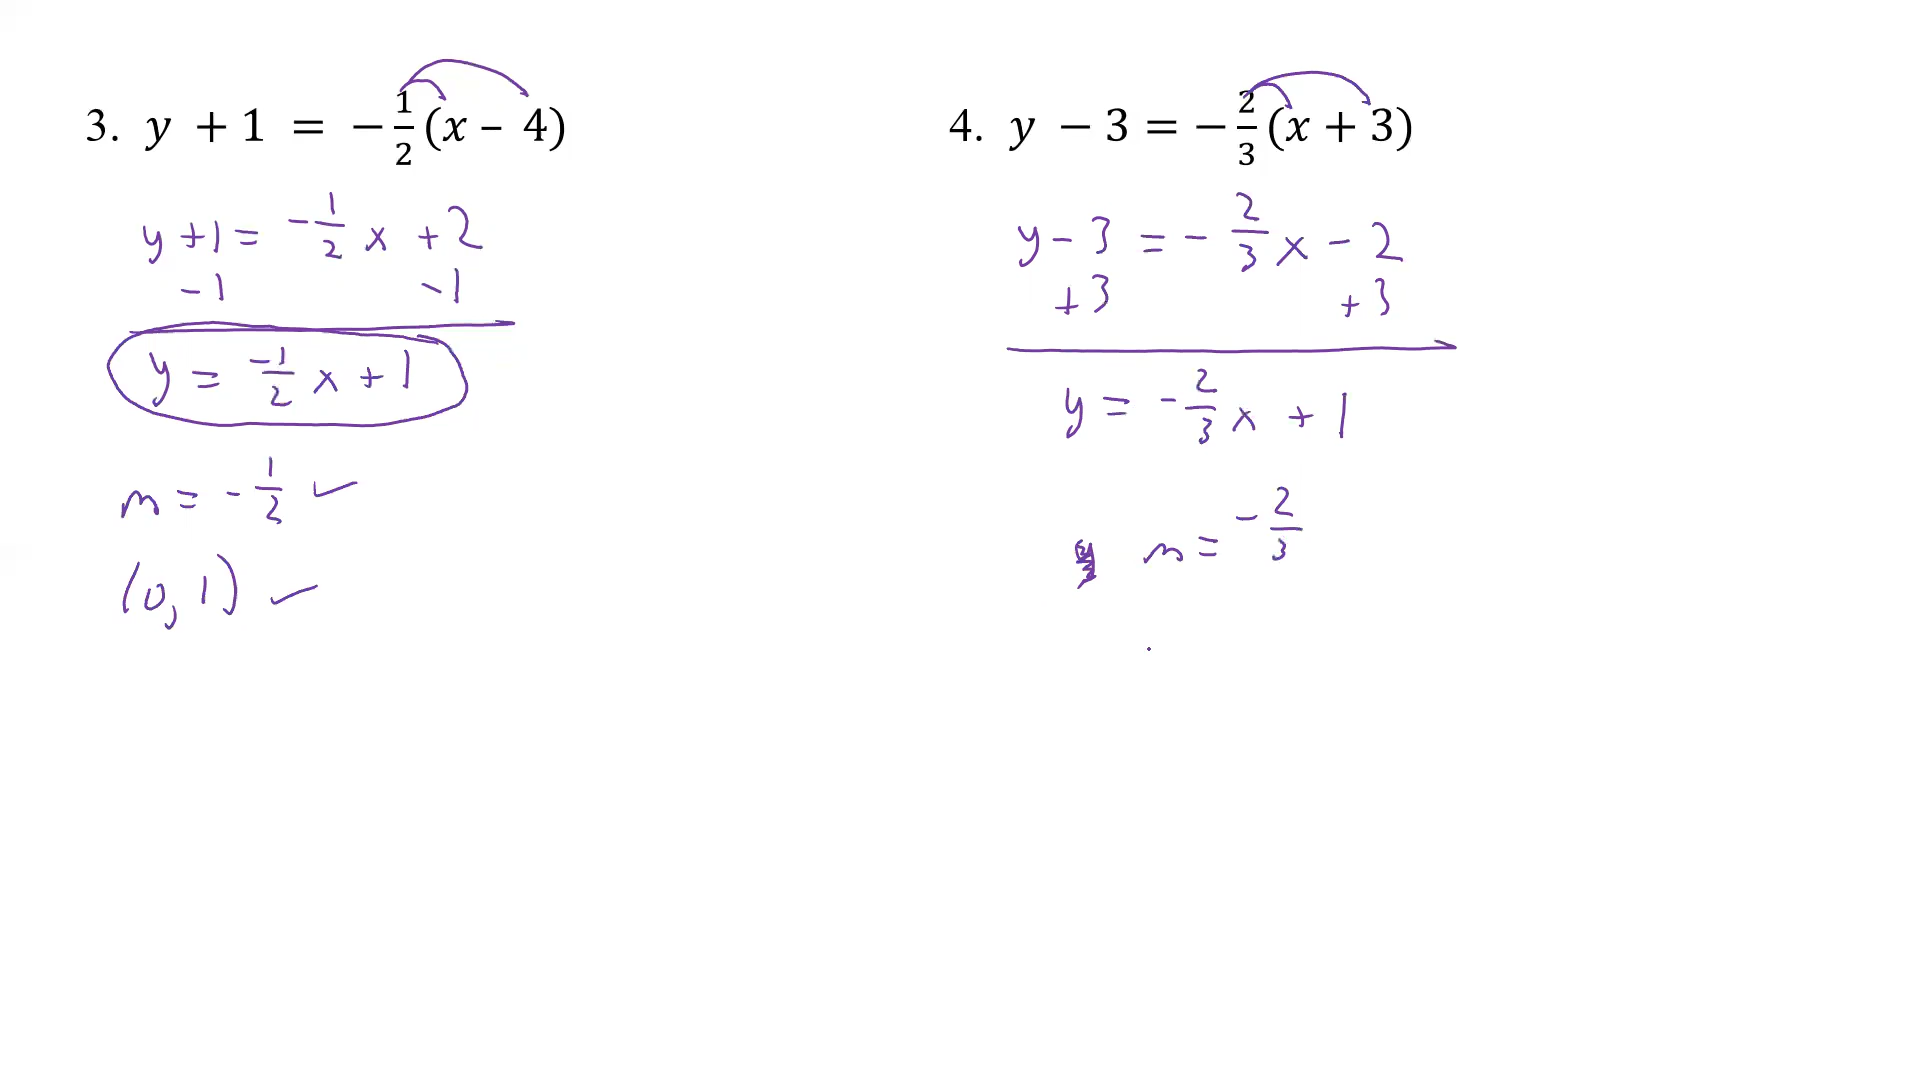 3. y + 1 = −1/2(x – 4)
y + 1 = -1/2 x + 2
-1 -1
y = -1/2 x + 1
m = -1/2 ✓
(0, 1) ✓
4. y − 3 = −2/3(x + 3)
y - 3 = - 2/3 x - 2
+3 +3
y = -2/3 x + 1
m = -2/3